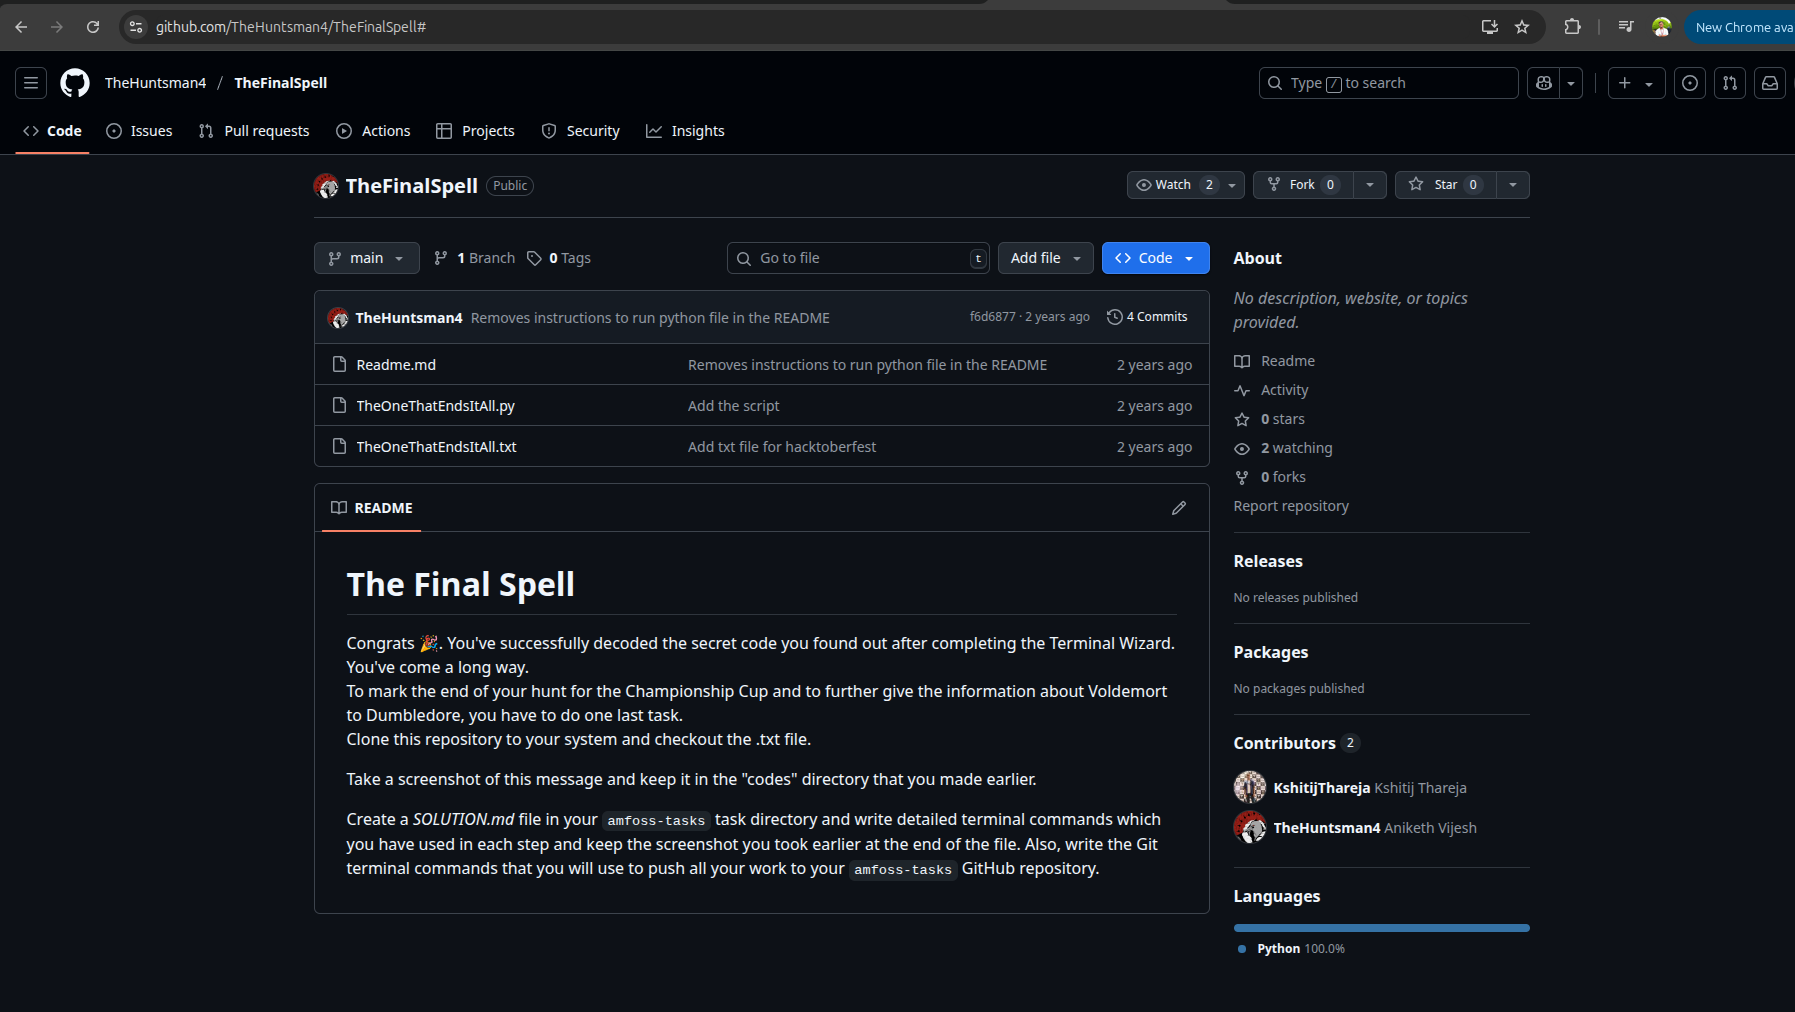 github.com/TheHuntsman4/TheFinalSpell#
New Chrome ava
TheHuntsman4 / TheFinalSpell
Type / to search
Code Issues Pull requests Actions Projects Security Insights
TheFinalSpell Public
Watch 2 Fork 0 Star 0
main 1 Branch 0 Tags
Go to file t Add file Code
TheHuntsman4 Removes instructions to run python file in the README f6d6877 · 2 years ago 4 Commits
Readme.md Removes instructions to run python file in the README 2 years ago
TheOneThatEndsItAll.py Add the script 2 years ago
TheOneThatEndsItAll.txt Add txt file for hacktoberfest 2 years ago
README
The Final Spell
Congrats 🎉. You've successfully decoded the secret code you found out after completing the Terminal Wizard.
You've come a long way.
To mark the end of your hunt for the Championship Cup and to further give the information about Voldemort
to Dumbledore, you have to do one last task.
Clone this repository to your system and checkout the .txt file.
Take a screenshot of this message and keep it in the "codes" directory that you made earlier.
Create a SOLUTION.md file in your amfoss-tasks task directory and write detailed terminal commands which
you have used in each step and keep the screenshot you took earlier at the end of the file. Also, write the Git
terminal commands that you will use to push all your work to your amfoss-tasks GitHub repository.
About
No description, website, or topics
provided.
Readme
Activity
0 stars
2 watching
0 forks
Report repository
Releases
No releases published
Packages
No packages published
Contributors 2
KshitijThareja Kshitij Thareja
TheHuntsman4 Aniketh Vijesh
Languages
Python 100.0%